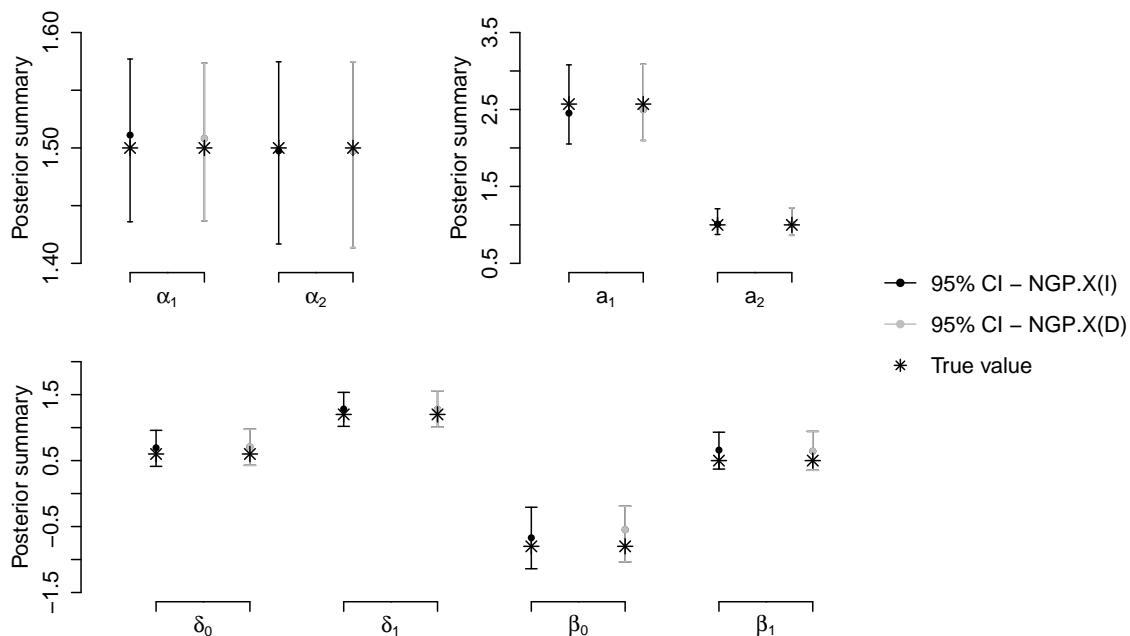 Posterior summary
1.40 1.50 1.60
α1 α2
Posterior summary
0.5 1.5 2.5 3.5
a1 a2
95% CI − NGP.X(I)
95% CI − NGP.X(D)
True value
Posterior summary
−1.5 −0.5 0.5 1.5
δ0 δ1 β0 β1